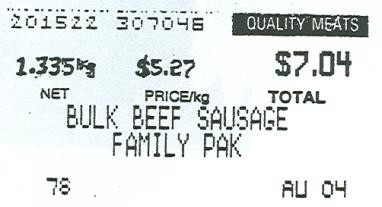 201522 307046 QUALITY MEATS
1.335kg $5.27 $7.04
NET PRICE/kg TOTAL
BULK BEEF SAUSAGE
FAMILY PAK
78 AU 04